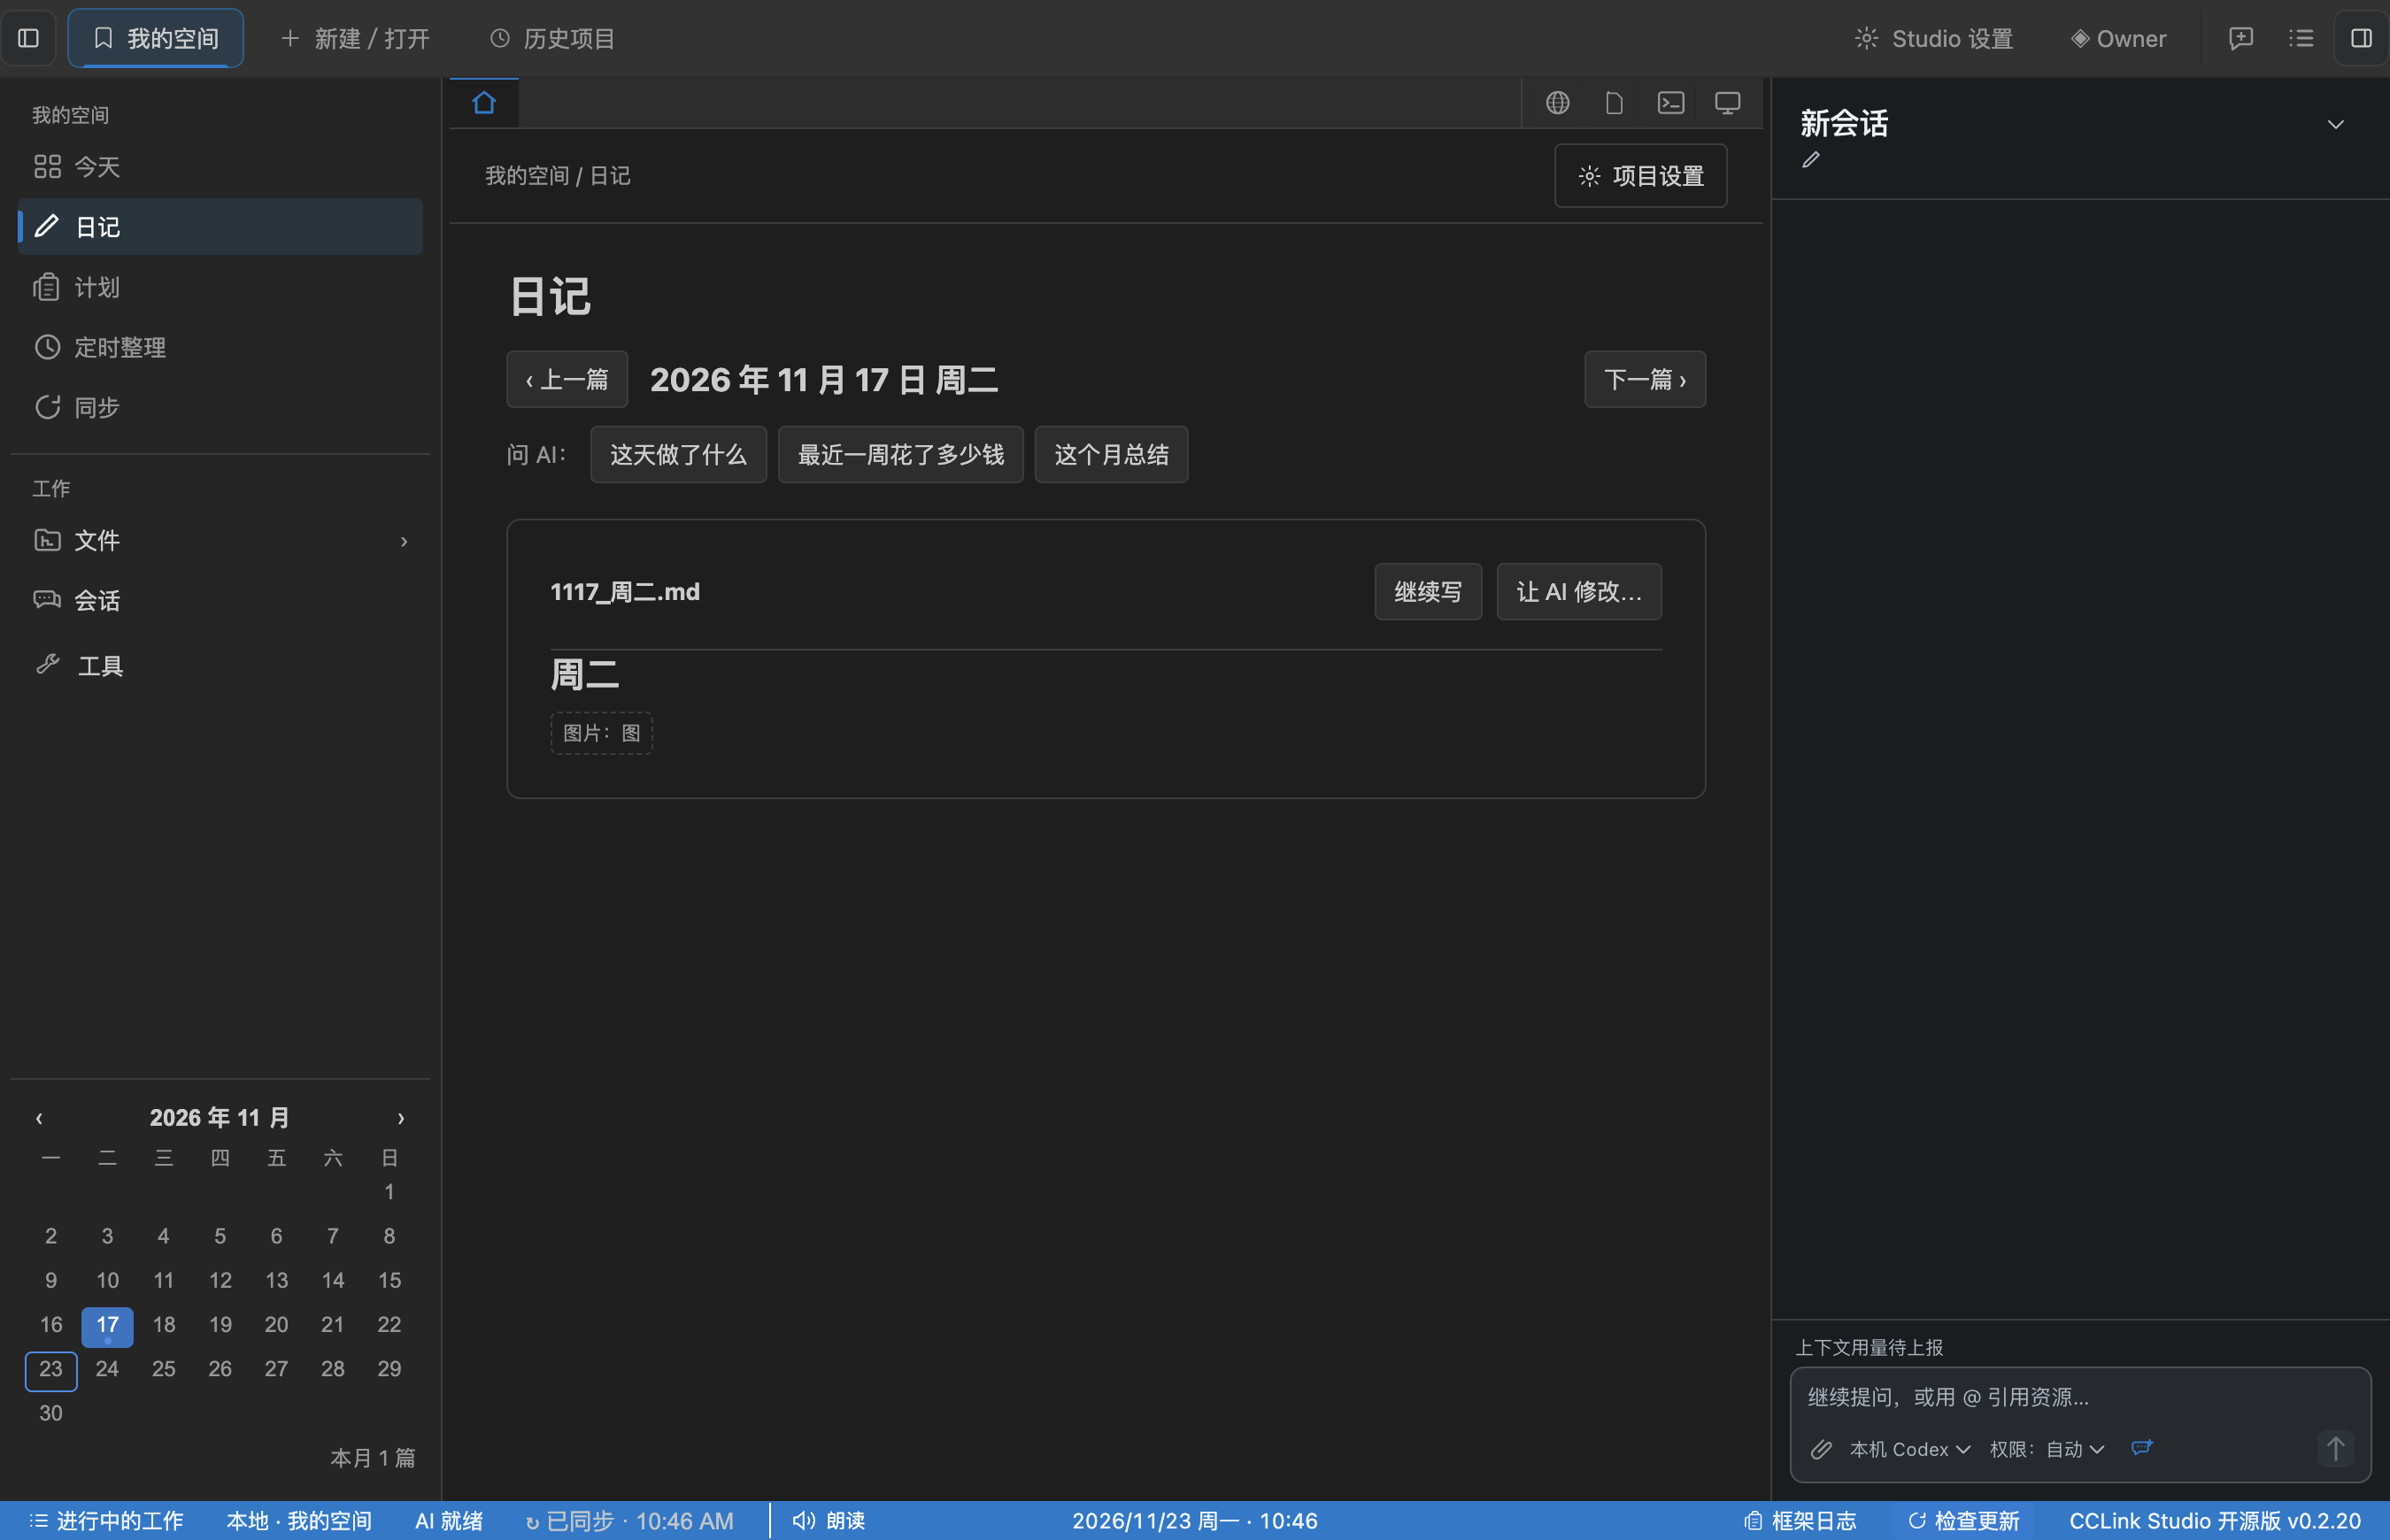 我的空间
新建 / 打开
历史项目
Studio 设置
Owner
我的空间
今天
日记
计划
定时整理
同步
工作
文件
会话
工具
‹ 2026 年 11 月 ›
一 二 三 四 五 六 日
1
2 3 4 5 6 7 8
9 10 11 12 13 14 15
16 17 18 19 20 21 22
23 24 25 26 27 28 29
30
本月 1 篇
我的空间 / 日记
项目设置
日记
‹ 上一篇
2026 年 11 月 17 日 周二
下一篇 ›
问 AI：
这天做了什么
最近一周花了多少钱
这个月总结
1117_周二.md
继续写
让 AI 修改...
周二
图片：图
新会话
上下文用量待上报
继续提问，或用 @ 引用资源...
本机 Codex
权限：自动
进行中的工作
本地 · 我的空间
AI 就绪
↻ 已同步 · 10:46 AM
朗读
2026/11/23 周一 · 10:46
框架日志
检查更新
CCLink Studio 开源版 v0.2.20